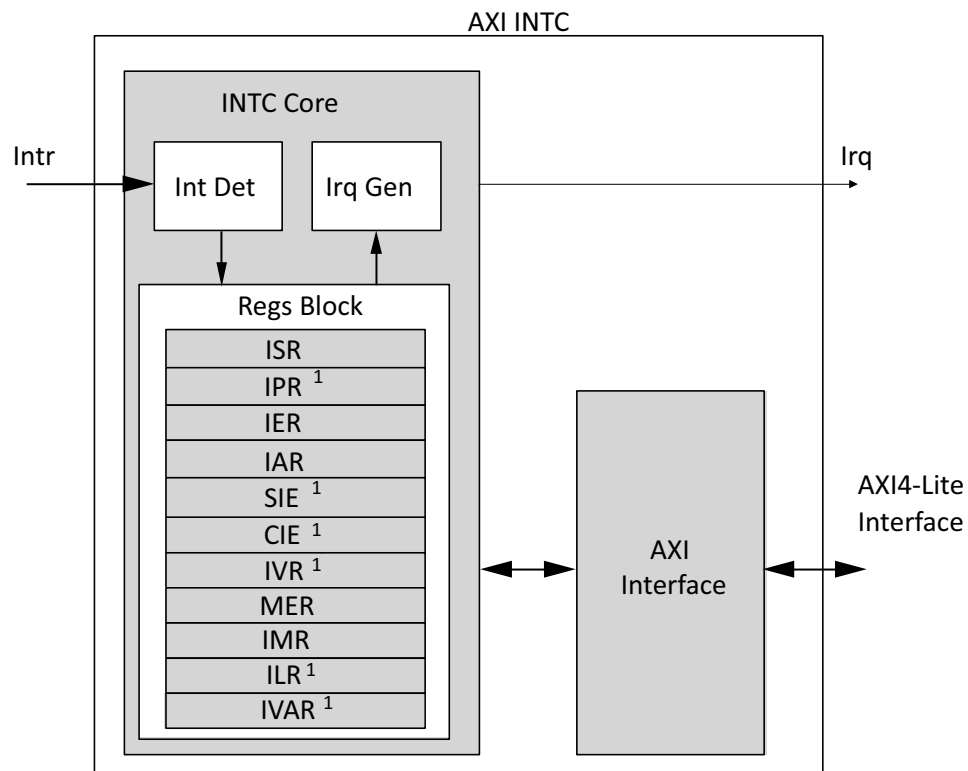 AXI INTC
INTC Core
Intr
Int Det
Irq Gen
Irq
Regs Block
ISR
IPR 1
IER
IAR
SIE 1
CIE 1
IVR 1
MER
IMR
ILR 1
IVAR 1
AXI
Interface
AXI4-Lite
Interface